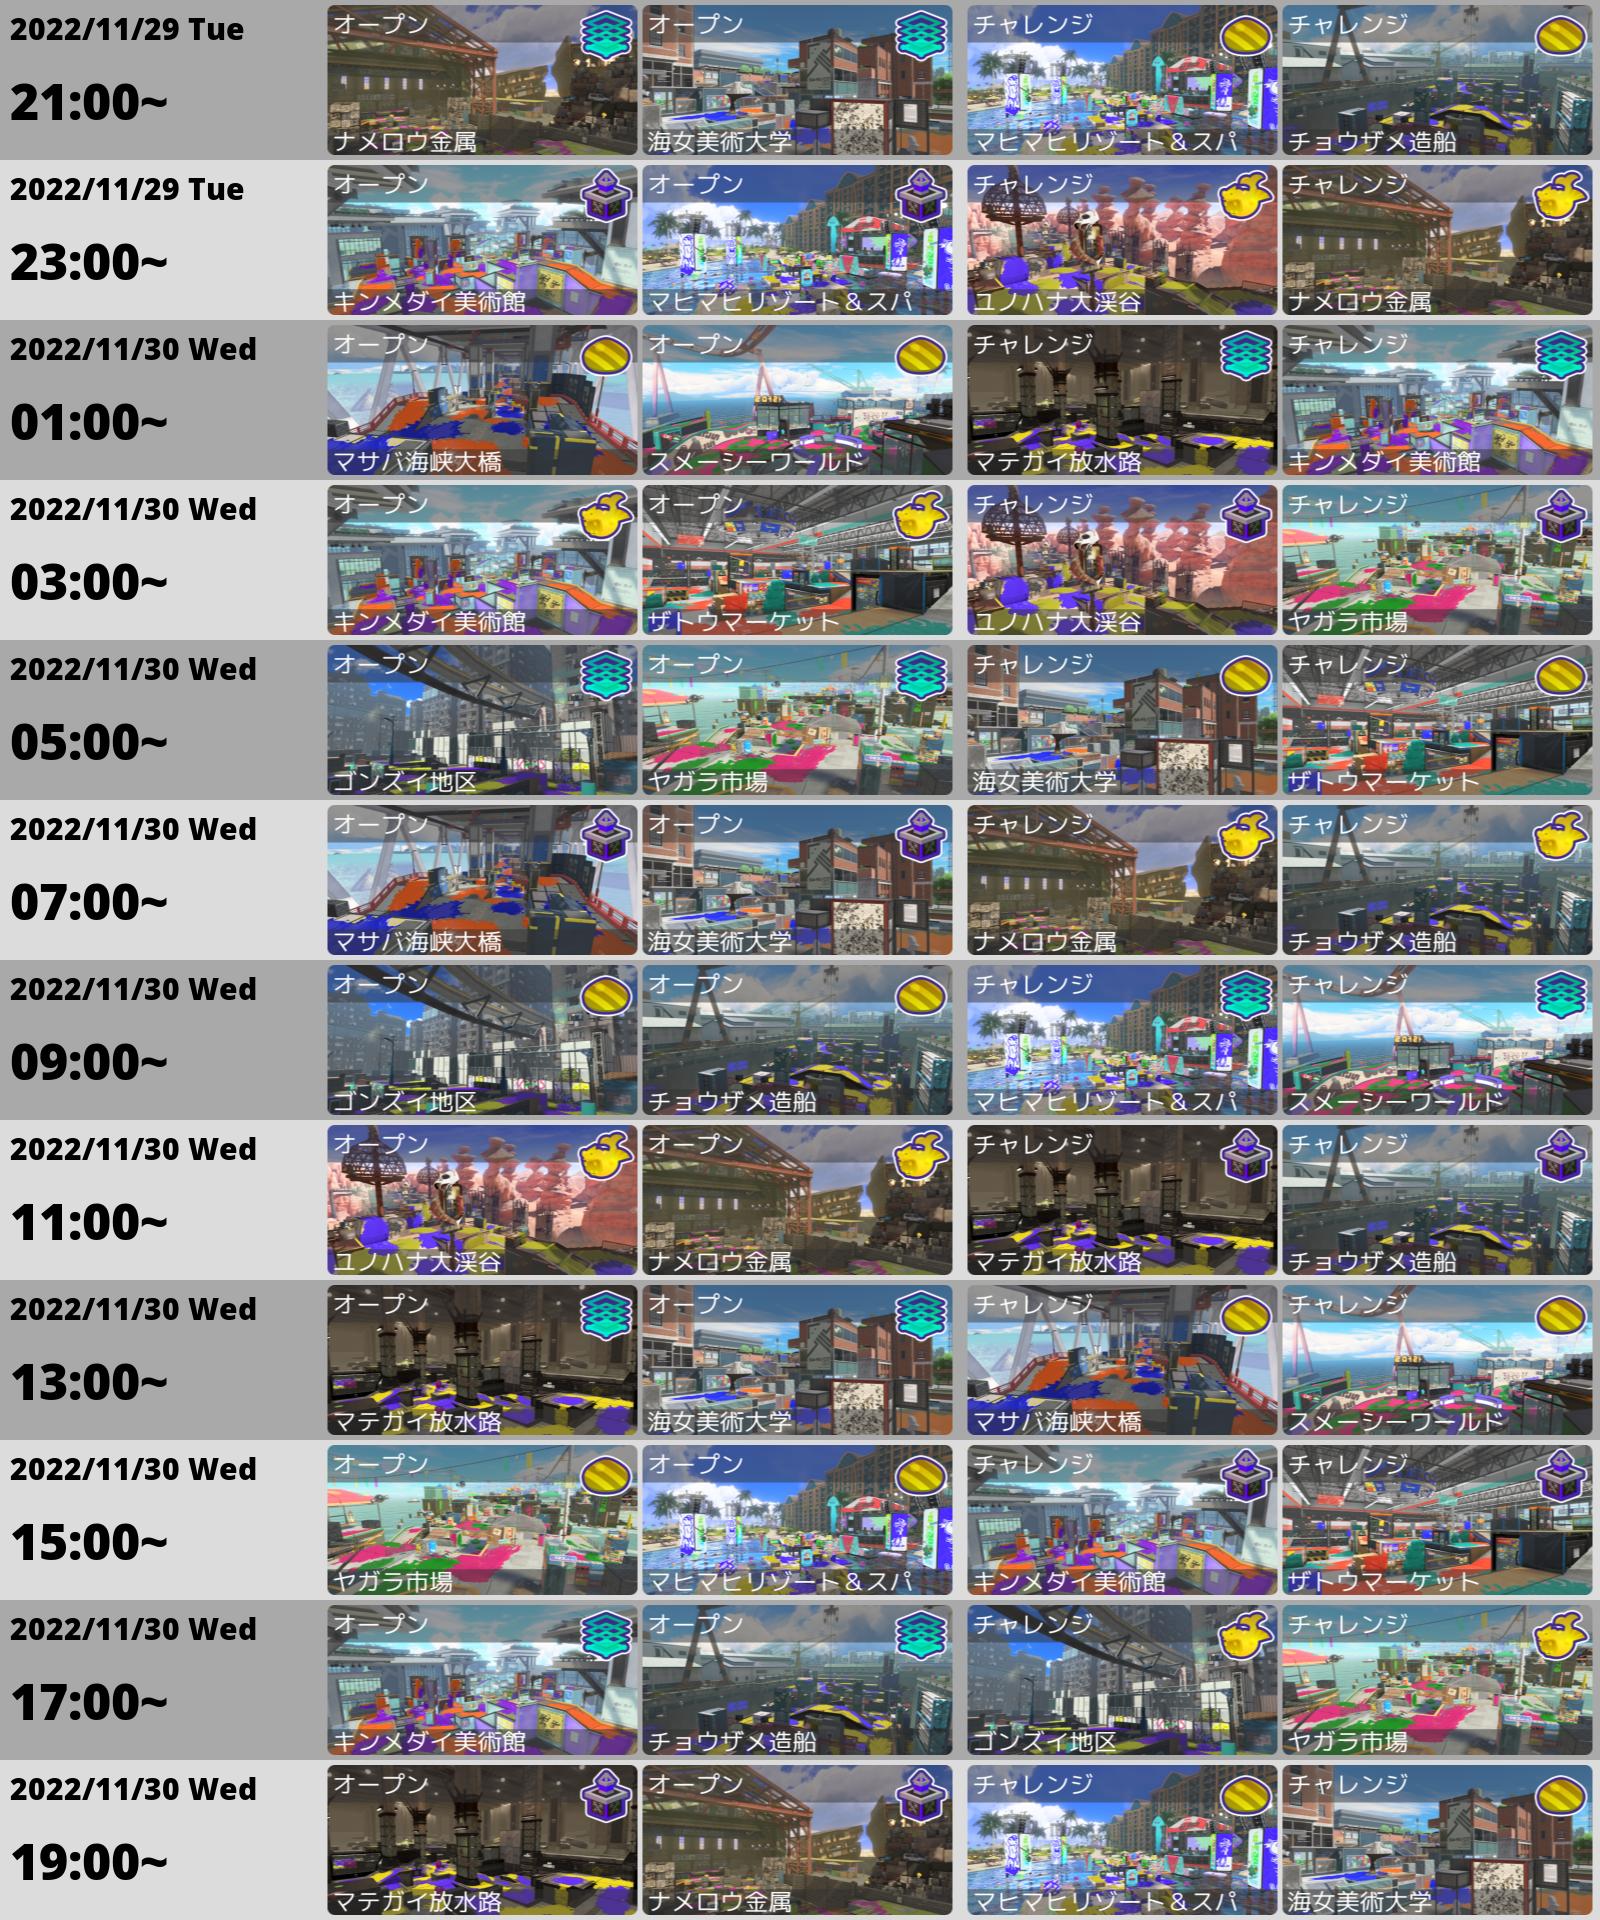 2022/11/29 Tue
21:00~
オープン
ナメロウ金属
オープン
海女美術大学
チャレンジ
マヒマヒリゾート＆スパ
チャレンジ
チョウザメ造船
2022/11/29 Tue
23:00~
オープン
キンメダイ美術館
オープン
マヒマヒリゾート＆スパ
チャレンジ
ユノハナ大渓谷
チャレンジ
ナメロウ金属
2022/11/30 Wed
01:00~
オープン
マサバ海峡大橋
オープン
スメーシーワールド
チャレンジ
マテガイ放水路
チャレンジ
キンメダイ美術館
2022/11/30 Wed
03:00~
オープン
キンメダイ美術館
オープン
ザトウマーケット
チャレンジ
ユノハナ大渓谷
チャレンジ
ヤガラ市場
2022/11/30 Wed
05:00~
オープン
ゴンズイ地区
オープン
ヤガラ市場
チャレンジ
海女美術大学
チャレンジ
ザトウマーケット
2022/11/30 Wed
07:00~
オープン
マサバ海峡大橋
オープン
海女美術大学
チャレンジ
ナメロウ金属
チャレンジ
チョウザメ造船
2022/11/30 Wed
09:00~
オープン
ゴンズイ地区
オープン
チョウザメ造船
チャレンジ
マヒマヒリゾート＆スパ
チャレンジ
スメーシーワールド
2022/11/30 Wed
11:00~
オープン
ユノハナ大渓谷
オープン
ナメロウ金属
チャレンジ
マテガイ放水路
チャレンジ
チョウザメ造船
2022/11/30 Wed
13:00~
オープン
マテガイ放水路
オープン
海女美術大学
チャレンジ
マサバ海峡大橋
チャレンジ
スメーシーワールド
2022/11/30 Wed
15:00~
オープン
ヤガラ市場
オープン
マヒマヒリゾート＆スパ
チャレンジ
キンメダイ美術館
チャレンジ
ザトウマーケット
2022/11/30 Wed
17:00~
オープン
キンメダイ美術館
オープン
チョウザメ造船
チャレンジ
ゴンズイ地区
チャレンジ
ヤガラ市場
2022/11/30 Wed
19:00~
オープン
マテガイ放水路
オープン
ナメロウ金属
チャレンジ
マヒマヒリゾート＆スパ
チャレンジ
海女美術大学